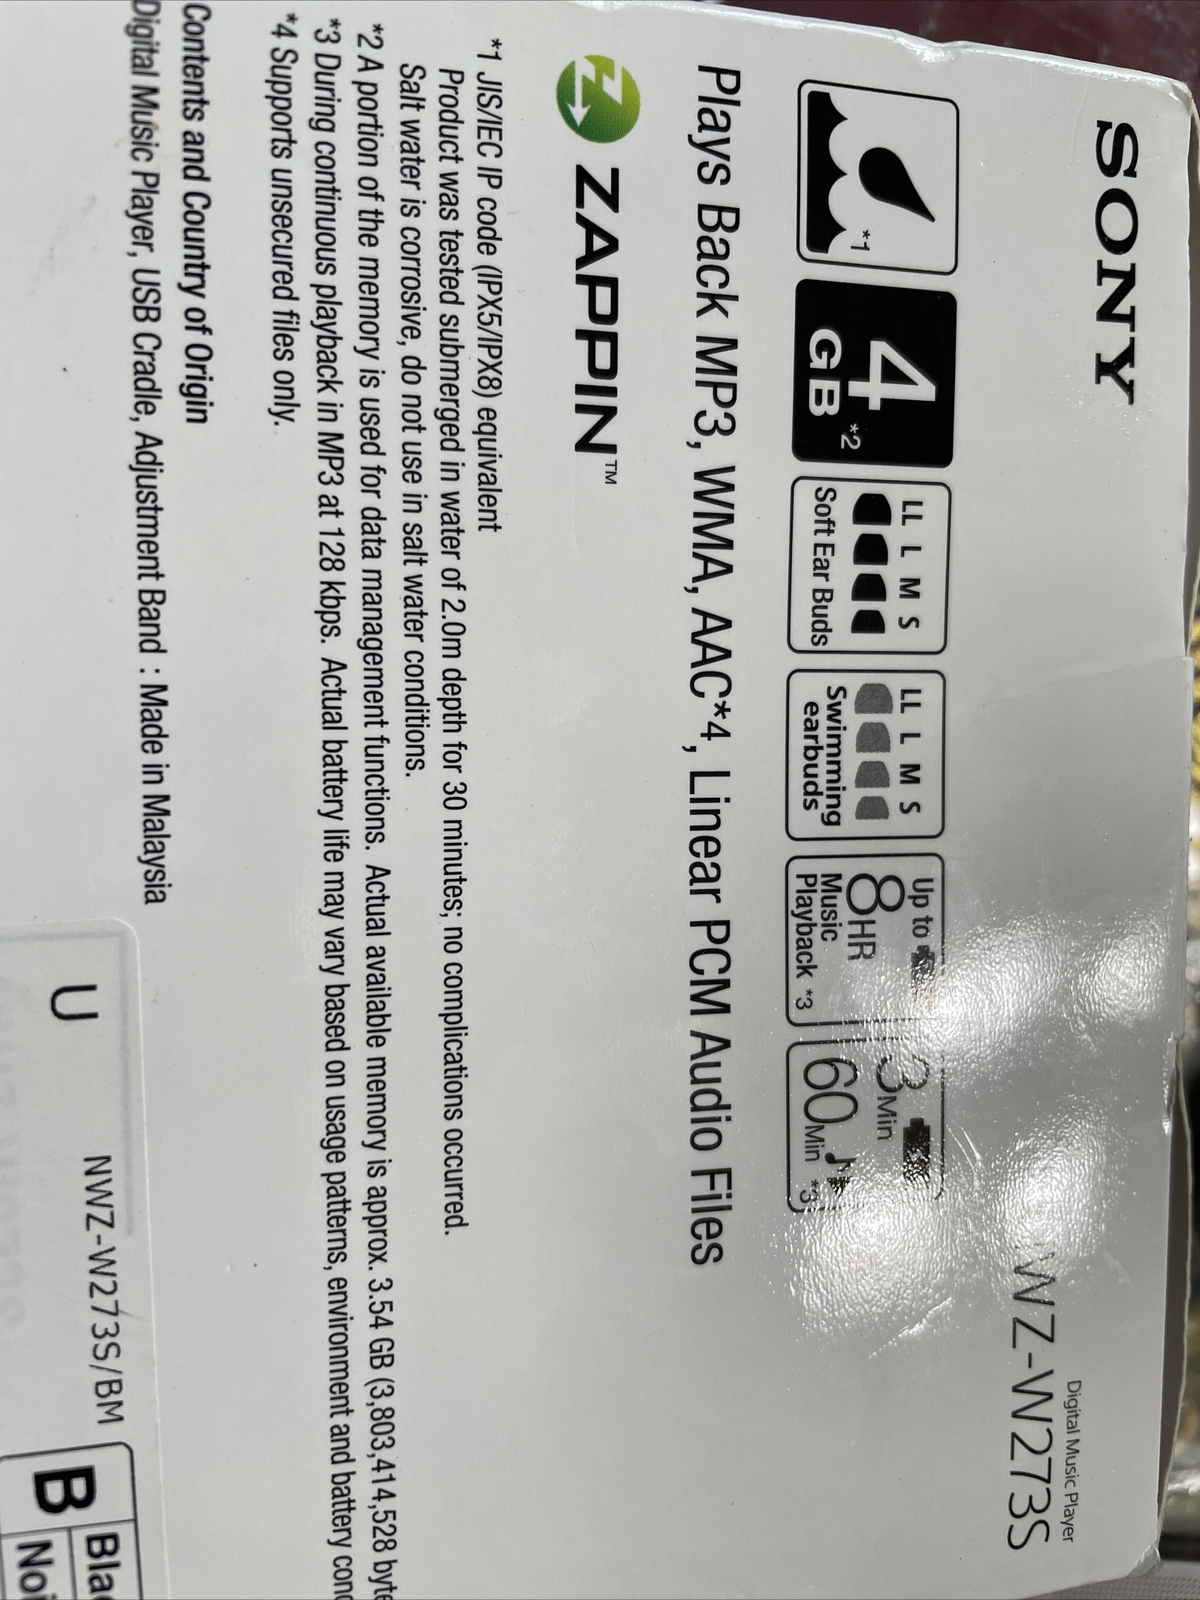 SONY
Digital Music Player
WZ-W273S
*1
4 GB *2
LL L M S
Soft Ear Buds
LL L M S
Swimming
earbuds
Up to
8HR
Music
Playback *3
3Min
60Min *3
Plays Back MP3, WMA, AAC*4, Linear PCM Audio Files
ZAPPIN™
*1 JIS/IEC IP code (IPX5/IPX8) equivalent
Product was tested submerged in water of 2.0m depth for 30 minutes; no complications occurred.
Salt water is corrosive, do not use in salt water conditions.
*2 A portion of the memory is used for data management functions. Actual available memory is approx. 3.54 GB (3,803,414,528 byte
*3 During continuous playback in MP3 at 128 kbps. Actual battery life may vary based on usage patterns, environment and battery cond
*4 Supports unsecured files only.
Contents and Country of Origin
Digital Music Player, USB Cradle, Adjustment Band : Made in Malaysia
U
NWZ-W273S/BM
B
Blac
Noi